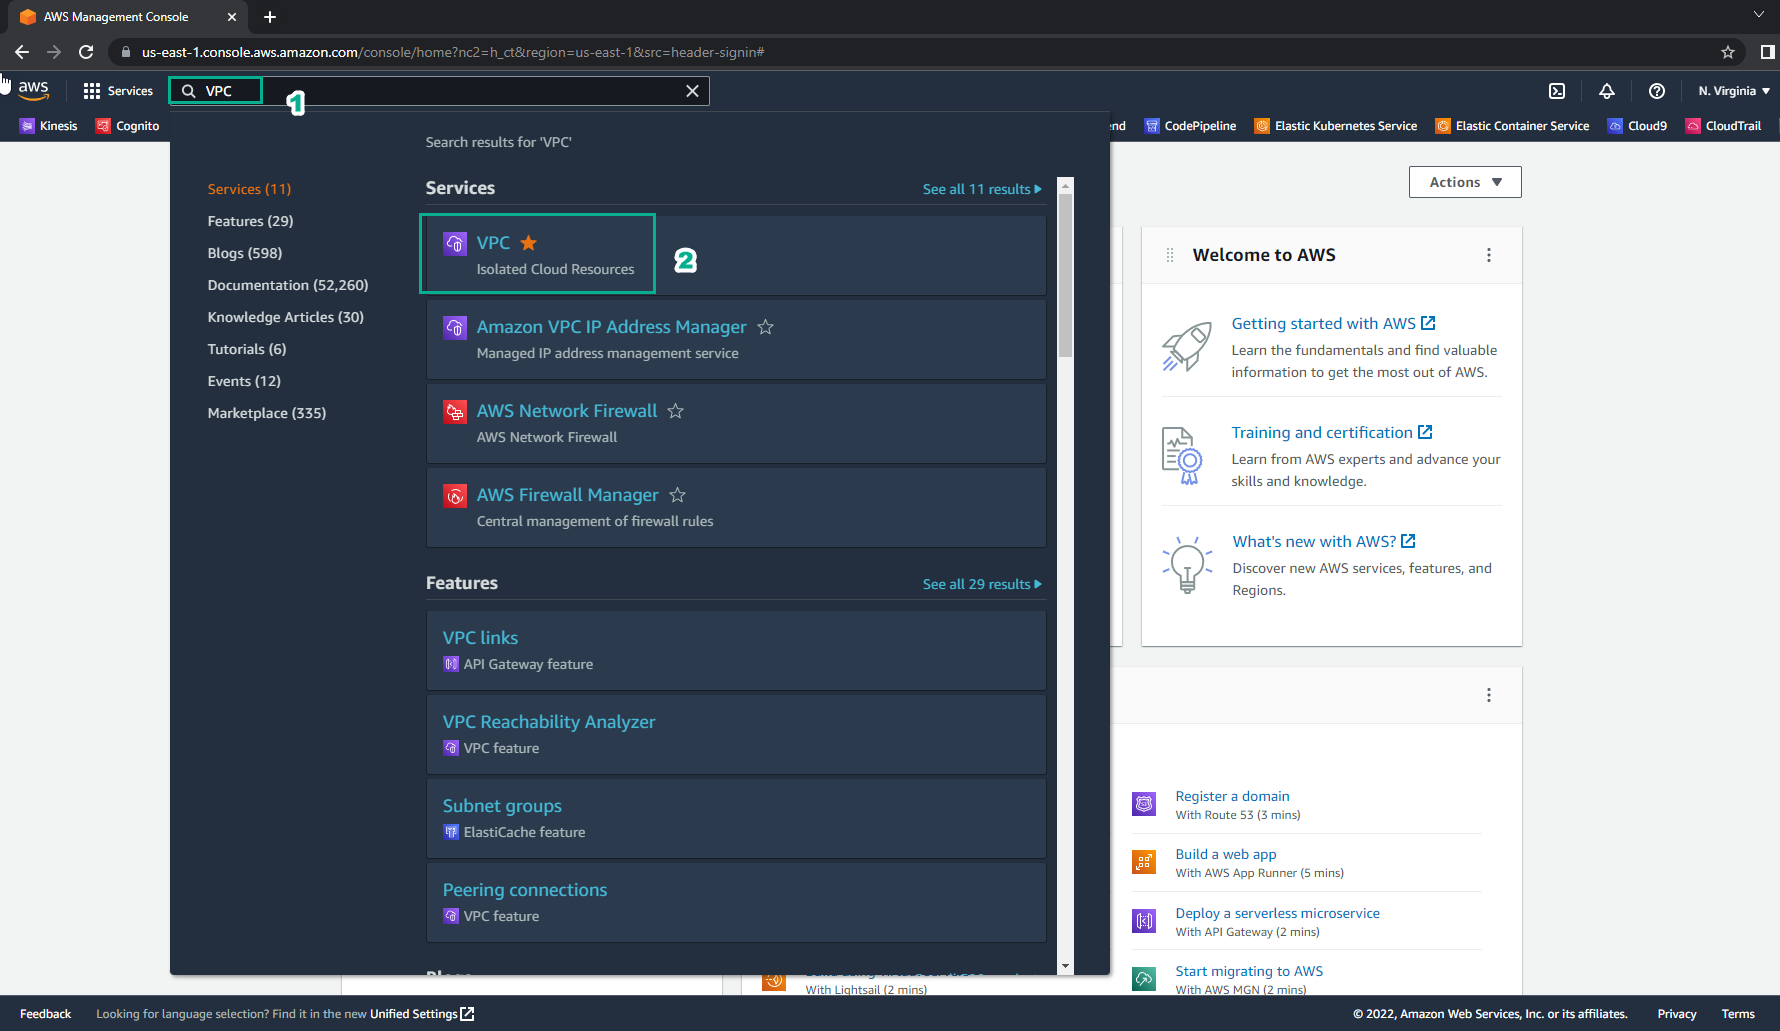 AWS Management Console
us-east-1.console.aws.amazon.com/console/home?nc2=h_ct&region=us-east-1&src=header-signin#
aws
Services
VPC
1
N. Virginia
Kinesis
Cognito
CodePipeline
Elastic Kubernetes Service
Elastic Container Service
Cloud9
CloudTrail
Search results for 'VPC'
Services (11)
Features (29)
Blogs (598)
Documentation (52,260)
Knowledge Articles (30)
Tutorials (6)
Events (12)
Marketplace (335)
Services
See all 11 results
VPC
Isolated Cloud Resources
2
Amazon VPC IP Address Manager
Managed IP address management service
AWS Network Firewall
AWS Network Firewall
AWS Firewall Manager
Central management of firewall rules
Features
See all 29 results
VPC links
API Gateway feature
VPC Reachability Analyzer
VPC feature
Subnet groups
ElastiCache feature
Peering connections
VPC feature
Actions
Welcome to AWS
Getting started with AWS
Learn the fundamentals and find valuable
information to get the most out of AWS.
Training and certification
Learn from AWS experts and advance your
skills and knowledge.
What's new with AWS?
Discover new AWS services, features, and
Regions.
Register a domain
With Route 53 (3 mins)
Build a web app
With AWS App Runner (5 mins)
Deploy a serverless microservice
With API Gateway (2 mins)
Start migrating to AWS
With AWS MGN (2 mins)
With Lightsail (2 mins)
Feedback
Looking for language selection? Find it in the new Unified Settings
© 2022, Amazon Web Services, Inc. or its affiliates.
Privacy
Terms